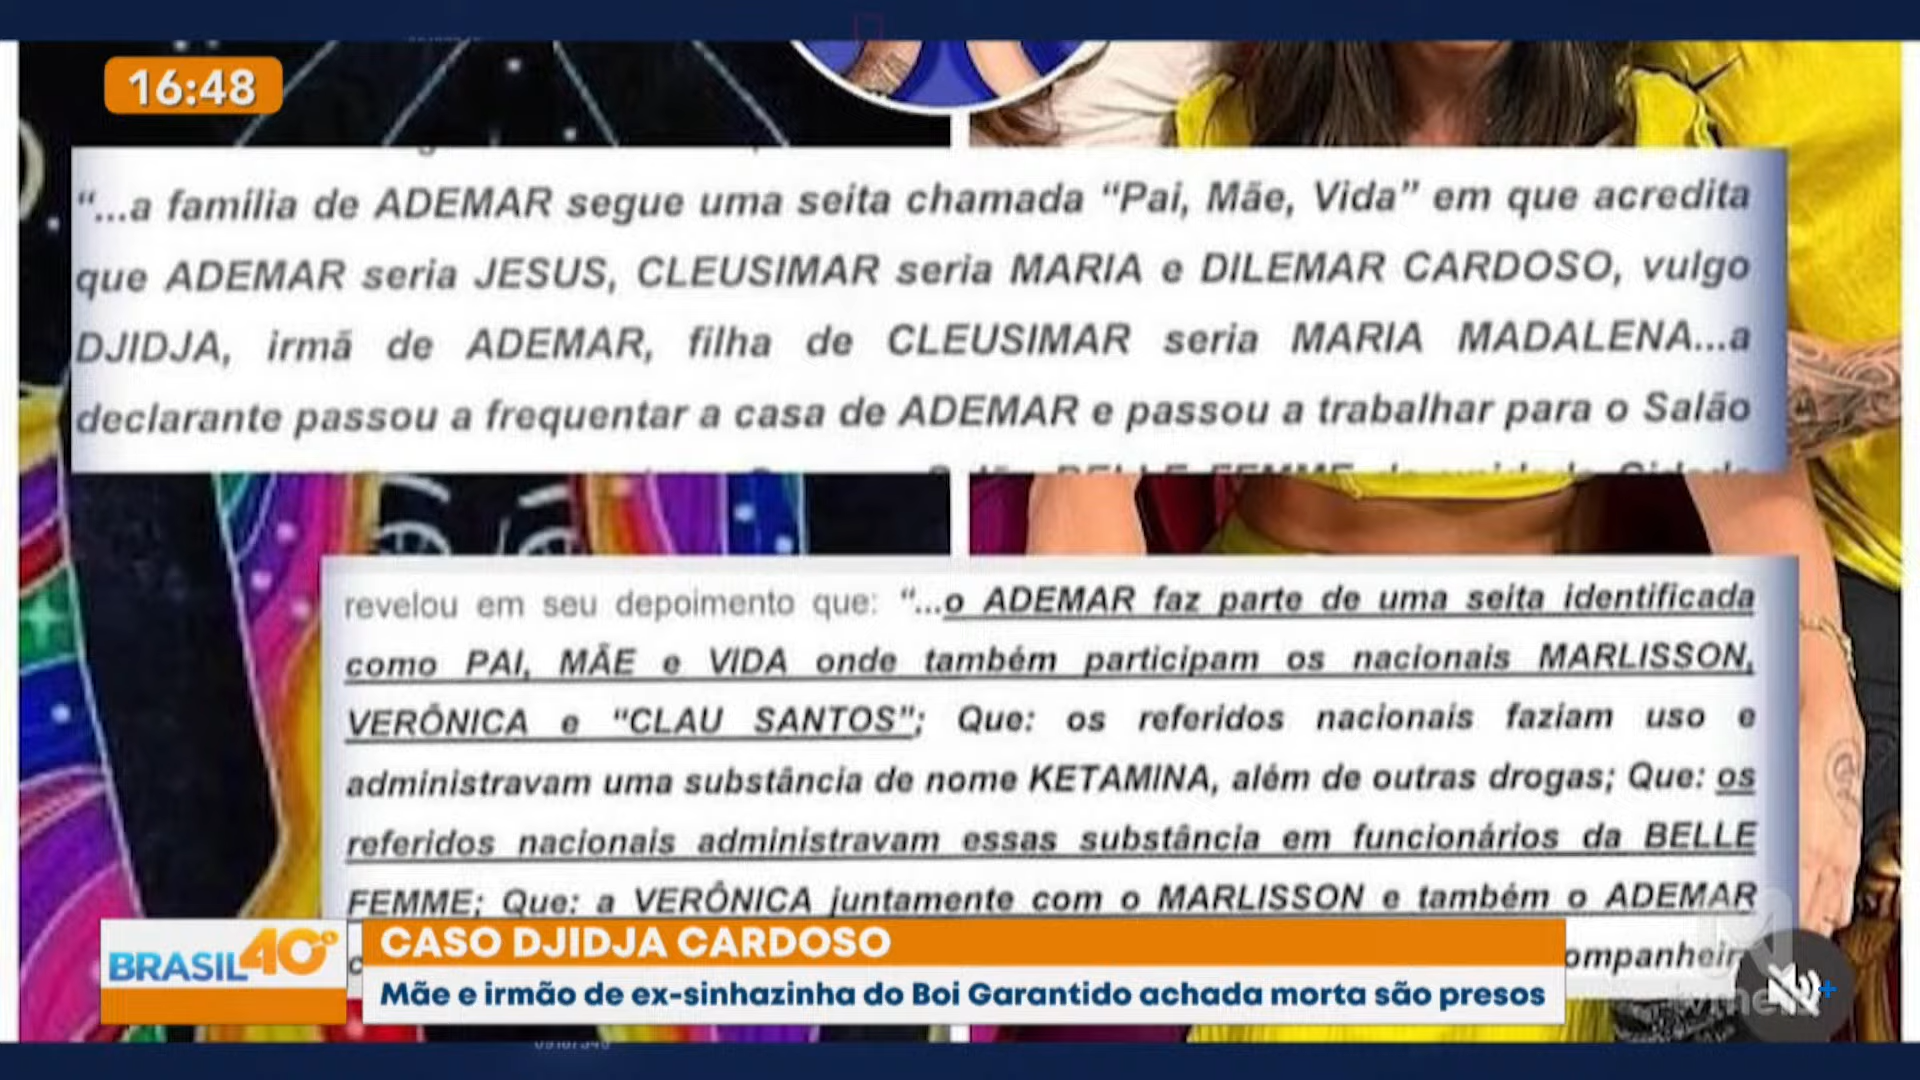 16:48
“...a família de ADEMAR segue uma seita chamada “Pai, Mãe, Vida” em que acredita
que ADEMAR seria JESUS, CLEUSIMAR seria MARIA e DILEMAR CARDOSO, vulgo
DJIDJA, irmã de ADEMAR, filha de CLEUSIMAR seria MARIA MADALENA...a
declarante passou a frequentar a casa de ADEMAR e passou a trabalhar para o Salão
revelou em seu depoimento que: “...o ADEMAR faz parte de uma seita identificada
como PAI, MÃE e VIDA onde também participam os nacionais MARLISSON,
VERÔNICA e “CLAU SANTOS”; Que: os referidos nacionais faziam uso e
administravam uma substância de nome KETAMINA, além de outras drogas; Que: os
referidos nacionais administravam essas substância em funcionários da BELLE
FEMME; Que: a VERÔNICA juntamente com o MARLISSON e também o ADEMAR
BRASIL 40º
CASO DJIDJA CARDOSO
Mãe e irmão de ex-sinhazinha do Boi Garantido achada morta são presos